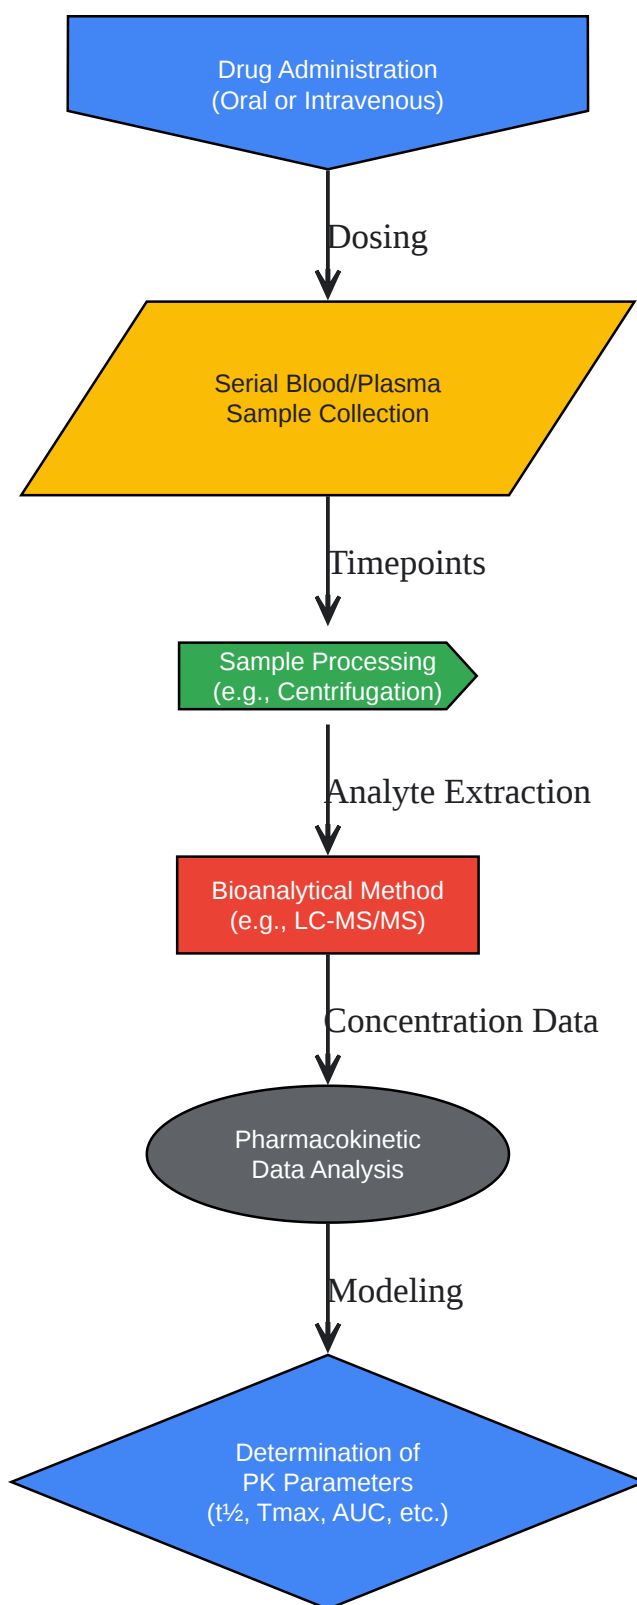 Drug Administration
(Oral or Intravenous)
Dosing
Serial Blood/Plasma
Sample Collection
Timepoints
Sample Processing
(e.g., Centrifugation)
Analyte Extraction
Bioanalytical Method
(e.g., LC-MS/MS)
Concentration Data
Pharmacokinetic
Data Analysis
Modeling
Determination of
PK Parameters
(t½, Tmax, AUC, etc.)